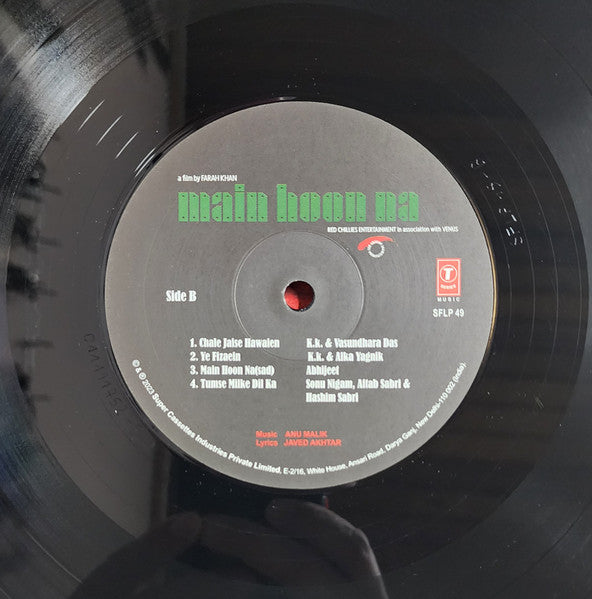 a film by FARAH KHAN
main hoon na
RED CHILLIES ENTERTAINMENT in association with VENUS
T
SERIES
MUSIC
SFLP 49
Side B
1. Chale Jaise Hawaien K.k. & Vasundhara Das
2. Ye Fizaein K.k. & Alka Yagnik
3. Main Hoon Na(sad) Abhijeet
4. Tumse Milke Dil Ka Sonu Nigam, Altab Sabri &
Hashim Sabri
Music ANU MALIK
Lyrics JAVED AKHTAR
© & ℗ 2023 Super Cassettes Industries Private Limited. E-2/16, White House, Ansari Road, Darya Ganj, New Delhi-110 002 (India).